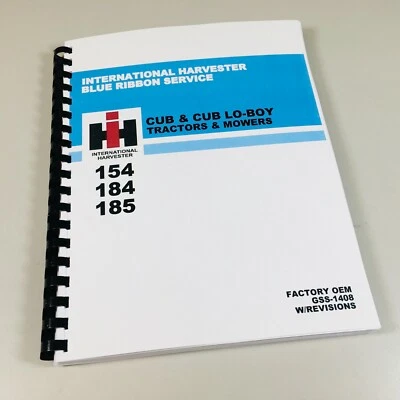 INTERNATIONAL HARVESTER
BLUE RIBBON SERVICE
CUB & CUB LO-BOY
TRACTORS & MOWERS
IH
INTERNATIONAL
HARVESTER
154
184
185
FACTORY OEM
GSS-1408
W/REVISIONS